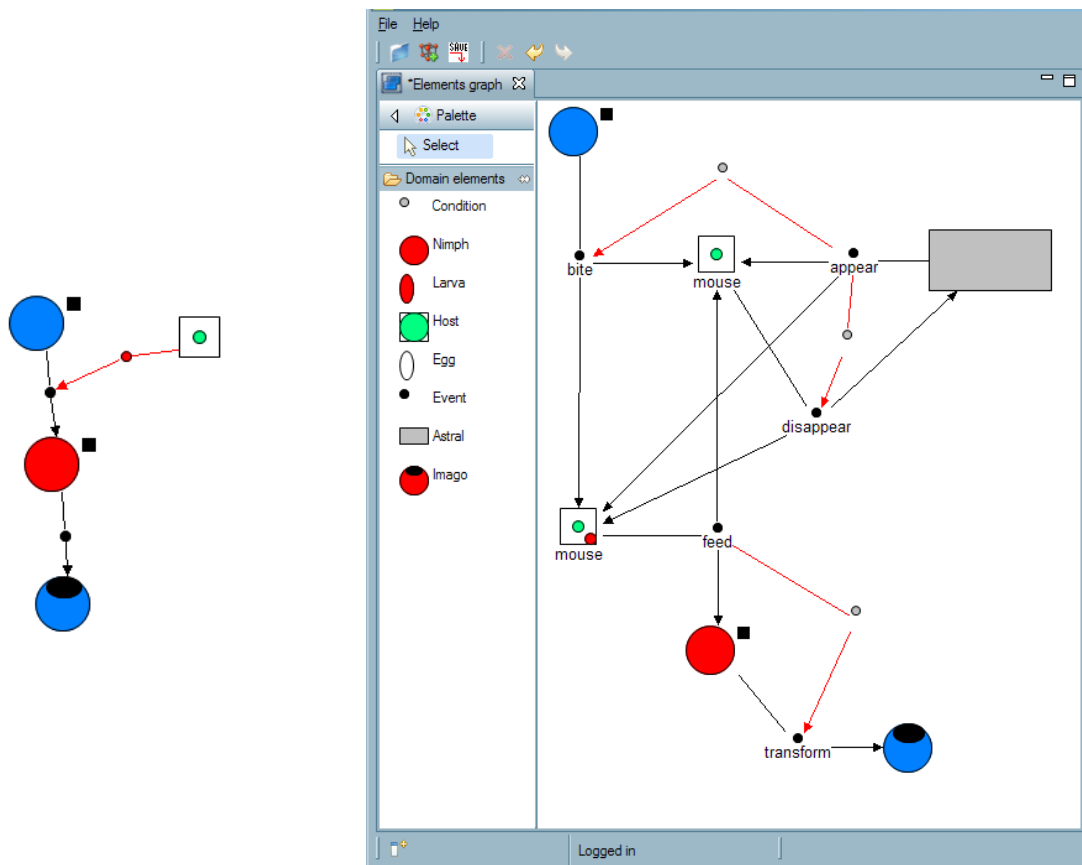 File Help
SAVE
*Elements graph
Palette
Select
Domain elements
Condition
Nimph
Larva
Host
Egg
Event
Astral
Imago
bite
mouse
appear
disappear
mouse
feed
transform
Logged in